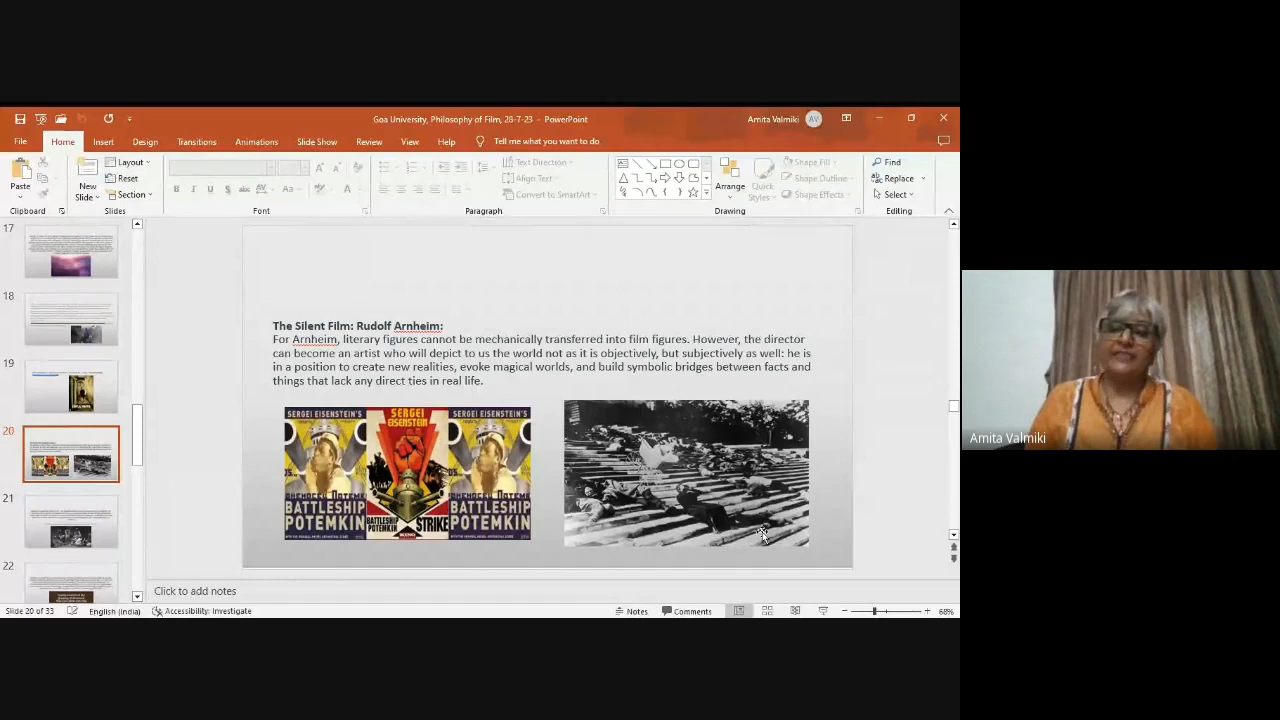 Goa University, Philosophy of Film, 28-7-23 – PowerPoint
Amita Valmiki
AV
File
Home
Insert
Design
Transitions
Animations
Slide Show
Review
View
Help
Tell me what you want to do
Paste
New
Slide
Layout
Reset
Section
B I U S abc AV Aa A
Text Direction
Align Text
Convert to SmartArt
Arrange
Quick
Styles
Shape Fill
Shape Outline
Shape Effects
Find
Replace
Select
Clipboard
Slides
Font
Paragraph
Drawing
Editing
17
18
19
20
21
22
The Silent Film: Rudolf Arnheim:
For Arnheim, literary figures cannot be mechanically transferred into film figures. However, the director
can become an artist who will depict to us the world not as it is objectively, but subjectively as well: he is
in a position to create new realities, evoke magical worlds, and build symbolic bridges between facts and
things that lack any direct ties in real life.
SERGEI EISENSTEIN'S
BATTLESHIP
POTEMKIN
SERGEI
EISENSTEIN
BATTLESHIP
POTEMKIN
STRIKE
SERGEI EISENSTEIN'S
BATTLESHIP
POTEMKIN
Amita Valmiki
Click to add notes
Slide 20 of 33
English (India)
Accessibility: Investigate
Notes
Comments
68%